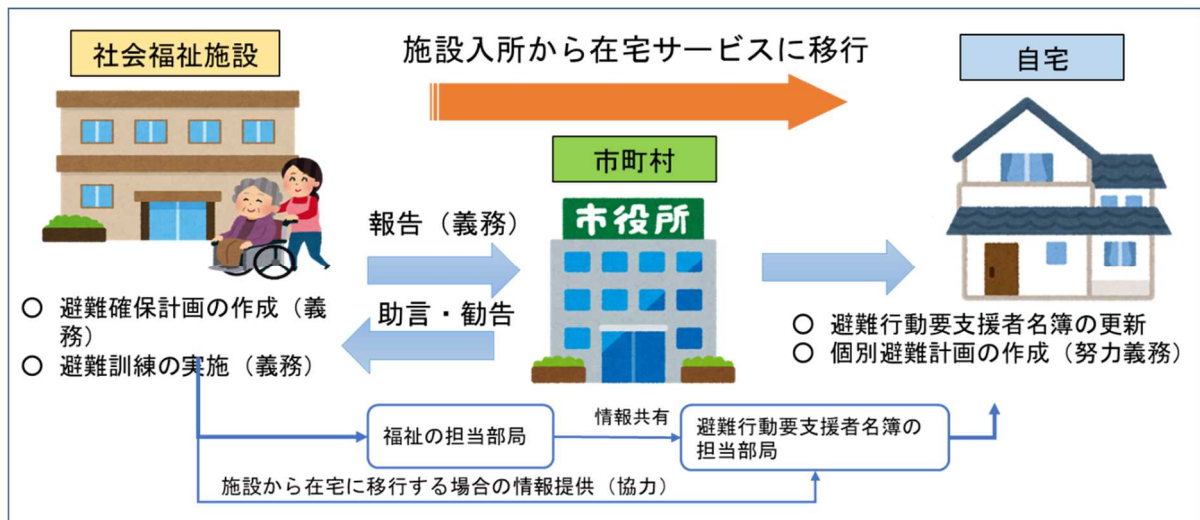 社会福祉施設
施設入所から在宅サービスに移行
自宅
市町村
市役所
報告（義務）
助言・勧告
○ 避難確保計画の作成（義
務）
○ 避難訓練の実施（義務）
○ 避難行動要支援者名簿の更新
○ 個別避難計画の作成（努力義務）
福祉の担当部局
情報共有
避難行動要支援者名簿の
担当部局
施設から在宅に移行する場合の情報提供（協力）